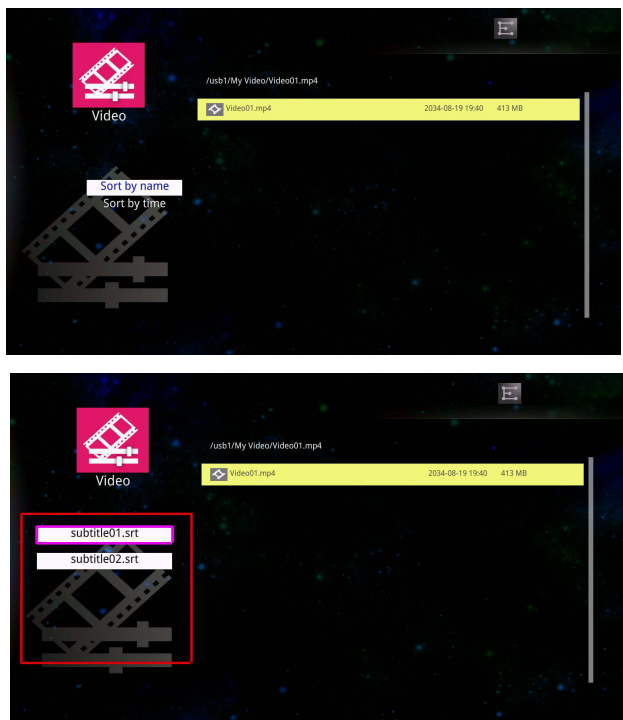 /usb1/My Video/Video01.mp4
Video01.mp4 2034-08-19 19:40 413 MB
Video
Sort by name
Sort by time
/usb1/My Video/Video01.mp4
Video01.mp4 2034-08-19 19:40 413 MB
Video
subtitle01.srt
subtitle02.srt